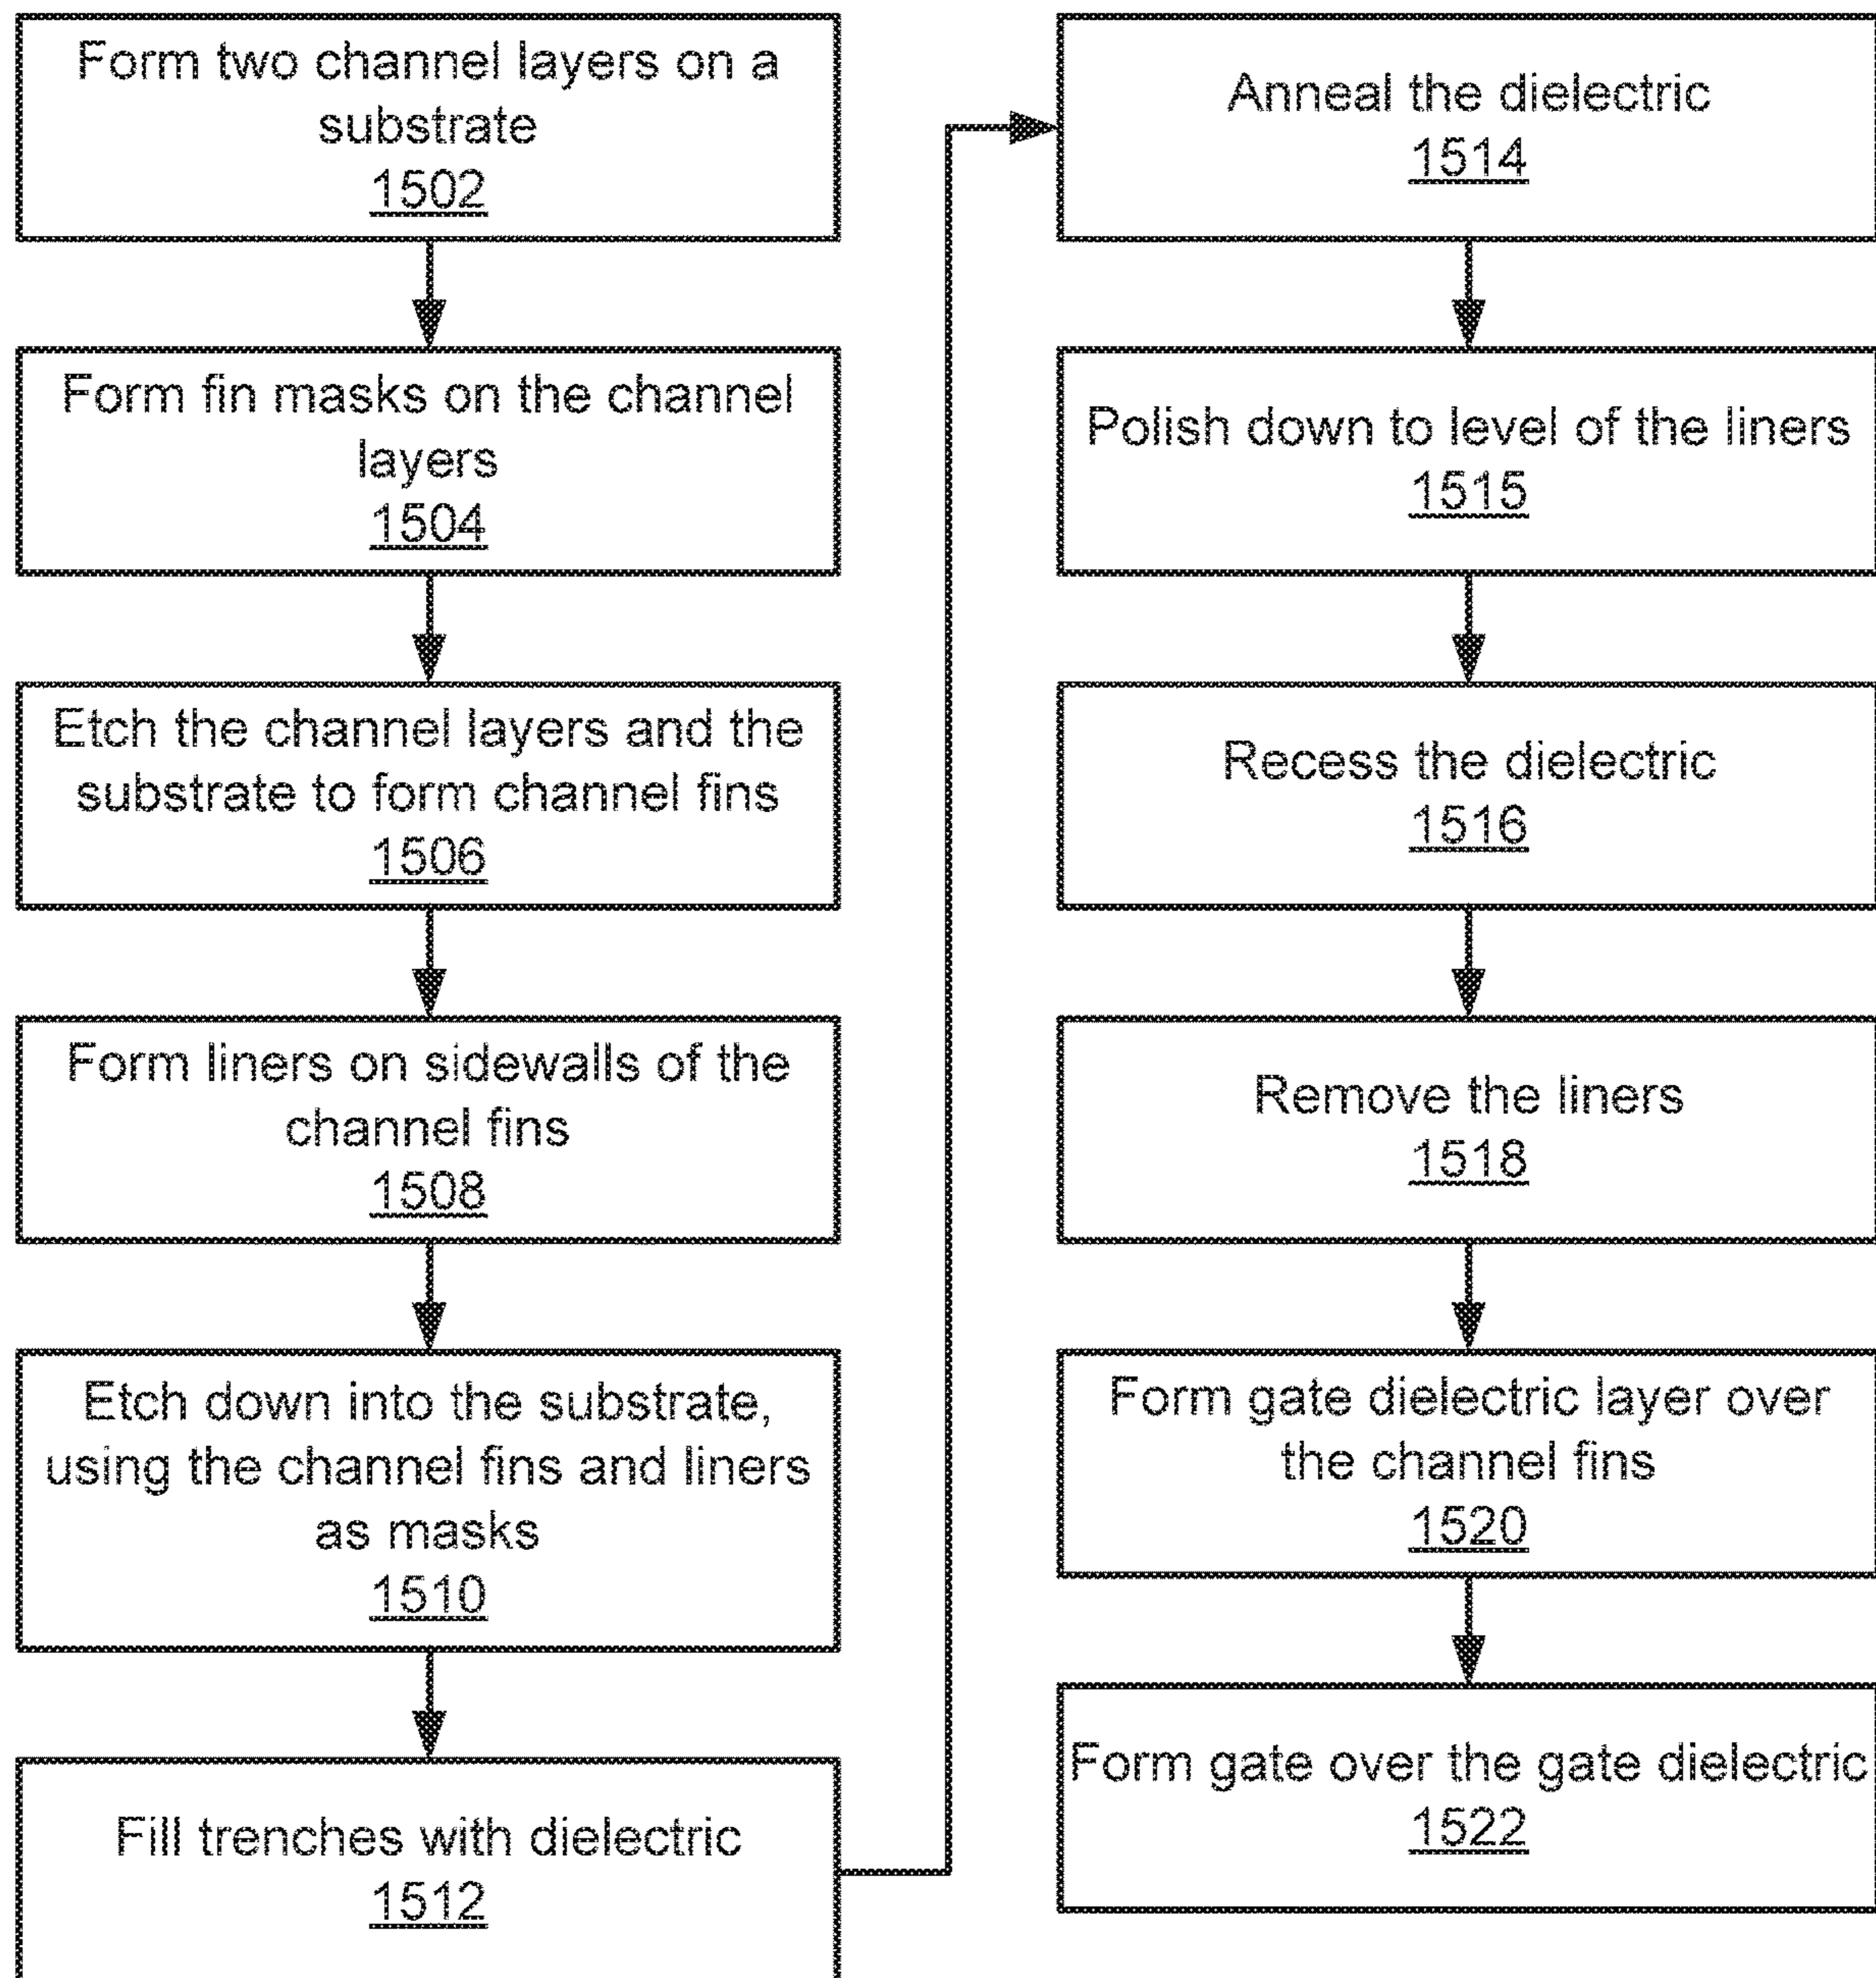 Form two channel layers on a
substrate
1502
Form fin masks on the channel
layers
1504
Etch the channel layers and the
substrate to form channel fins
1506
Form liners on sidewalls of the
channel fins
1508
Etch down into the substrate,
using the channel fins and liners
as masks
1510
Fill trenches with dielectric
1512
Anneal the dielectric
1514
Polish down to level of the liners
1515
Recess the dielectric
1516
Remove the liners
1518
Form gate dielectric layer over
the channel fins
1520
Form gate over the gate dielectric
1522